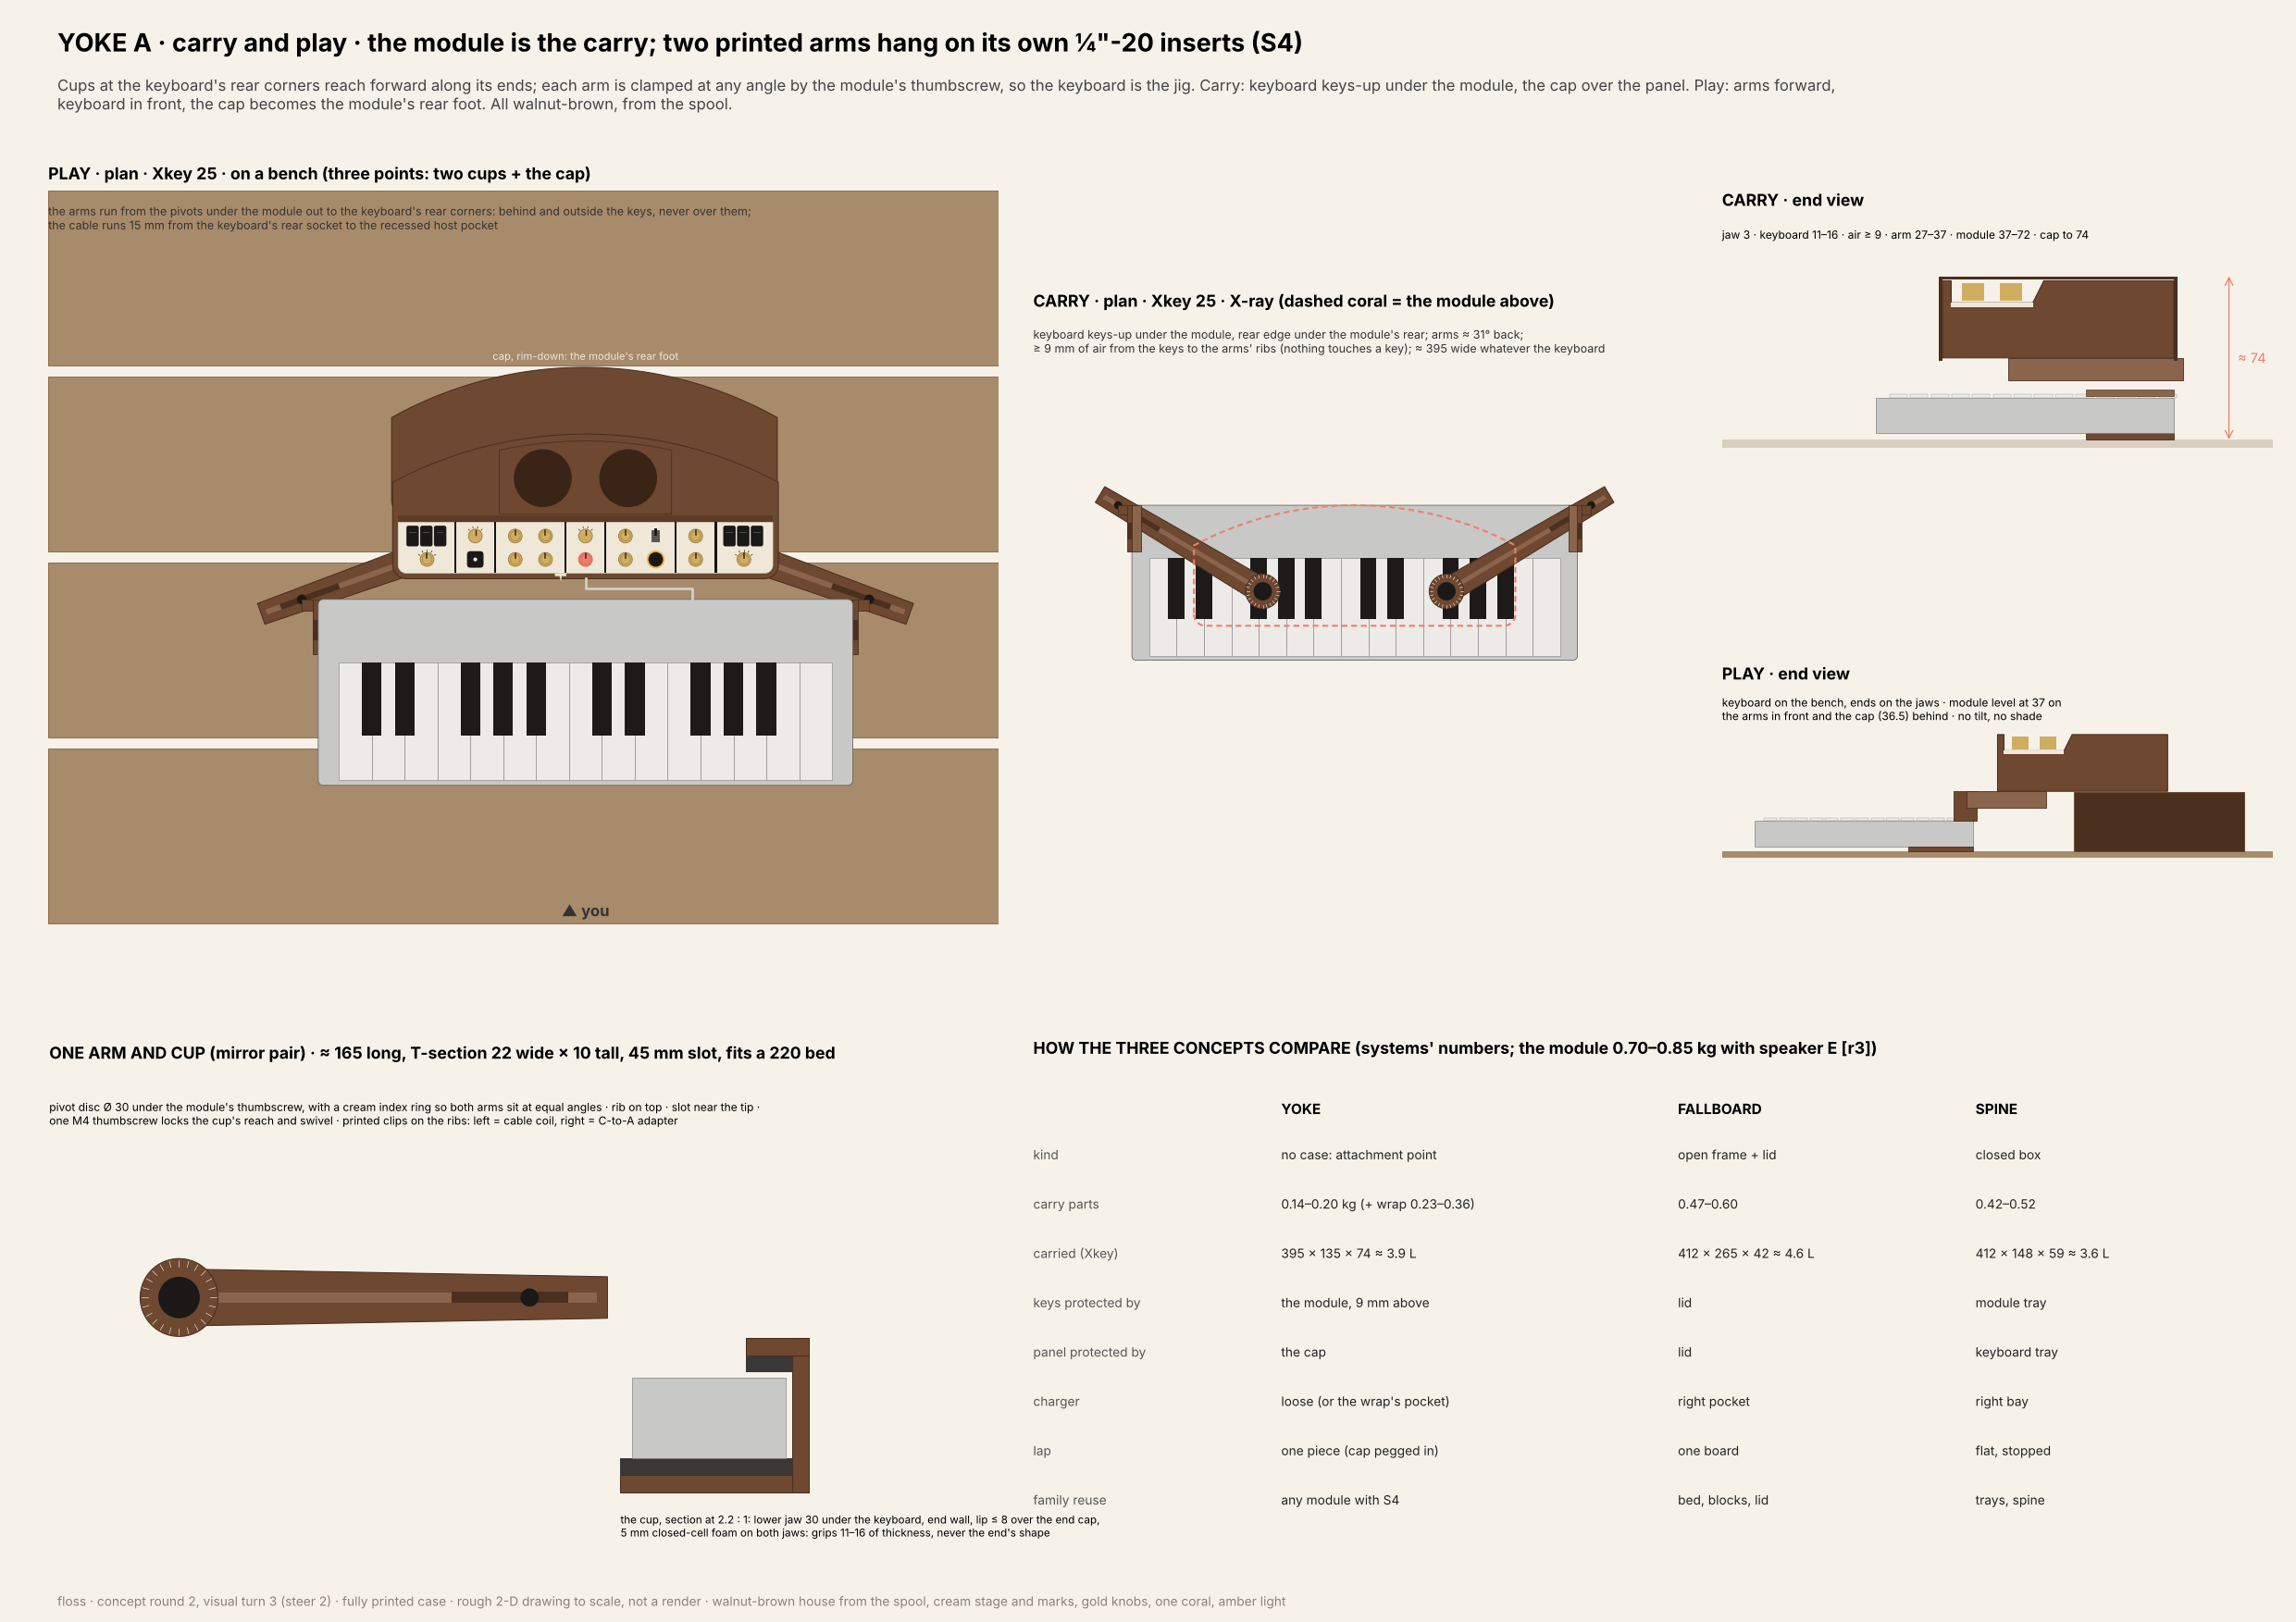 YOKE A · carry and play · the module is the carry; two printed arms hang on its own ¼"-20 inserts (S4)
Cups at the keyboard's rear corners reach forward along its ends; each arm is clamped at any angle by the module's thumbscrew, so the keyboard is the jig. Carry: keyboard keys-up under the module, the cap over the panel. Play: arms forward,
keyboard in front, the cap becomes the module's rear foot. All walnut-brown, from the spool.
PLAY · plan · Xkey 25 · on a bench (three points: two cups + the cap)
the arms run from the pivots under the module out to the keyboard's rear corners: behind and outside the keys, never over them;
the cable runs 15 mm from the keyboard's rear socket to the recessed host pocket
cap, rim-down: the module's rear foot
▲ you
CARRY · plan · Xkey 25 · X-ray (dashed coral = the module above)
keyboard keys-up under the module, rear edge under the module's rear; arms ≈ 31° back;
≥ 9 mm of air from the keys to the arms' ribs (nothing touches a key); ≈ 395 wide whatever the keyboard
CARRY · end view
jaw 3 · keyboard 11–16 · air ≥ 9 · arm 27–37 · module 37–72 · cap to 74
≈ 74
PLAY · end view
keyboard on the bench, ends on the jaws · module level at 37 on
the arms in front and the cap (36.5) behind · no tilt, no shade
ONE ARM AND CUP (mirror pair) · ≈ 165 long, T-section 22 wide × 10 tall, 45 mm slot, fits a 220 bed
pivot disc Ø 30 under the module's thumbscrew, with a cream index ring so both arms sit at equal angles · rib on top · slot near the tip ·
one M4 thumbscrew locks the cup's reach and swivel · printed clips on the ribs: left = cable coil, right = C-to-A adapter
the cup, section at 2.2 : 1: lower jaw 30 under the keyboard, end wall, lip ≤ 8 over the end cap,
5 mm closed-cell foam on both jaws: grips 11–16 of thickness, never the end's shape
HOW THE THREE CONCEPTS COMPARE (systems' numbers; the module 0.70–0.85 kg with speaker E [r3])
YOKE FALLBOARD SPINE
kind no case: attachment point open frame + lid closed box
carry parts 0.14–0.20 kg (+ wrap 0.23–0.36) 0.47–0.60 0.42–0.52
carried (Xkey) 395 × 135 × 74 ≈ 3.9 L 412 × 265 × 42 ≈ 4.6 L 412 × 148 × 59 ≈ 3.6 L
keys protected by the module, 9 mm above lid module tray
panel protected by the cap lid keyboard tray
charger loose (or the wrap's pocket) right pocket right bay
lap one piece (cap pegged in) one board flat, stopped
family reuse any module with S4 bed, blocks, lid trays, spine
floss · concept round 2, visual turn 3 (steer 2) · fully printed case · rough 2-D drawing to scale, not a render · walnut-brown house from the spool, cream stage and marks, gold knobs, one coral, amber light